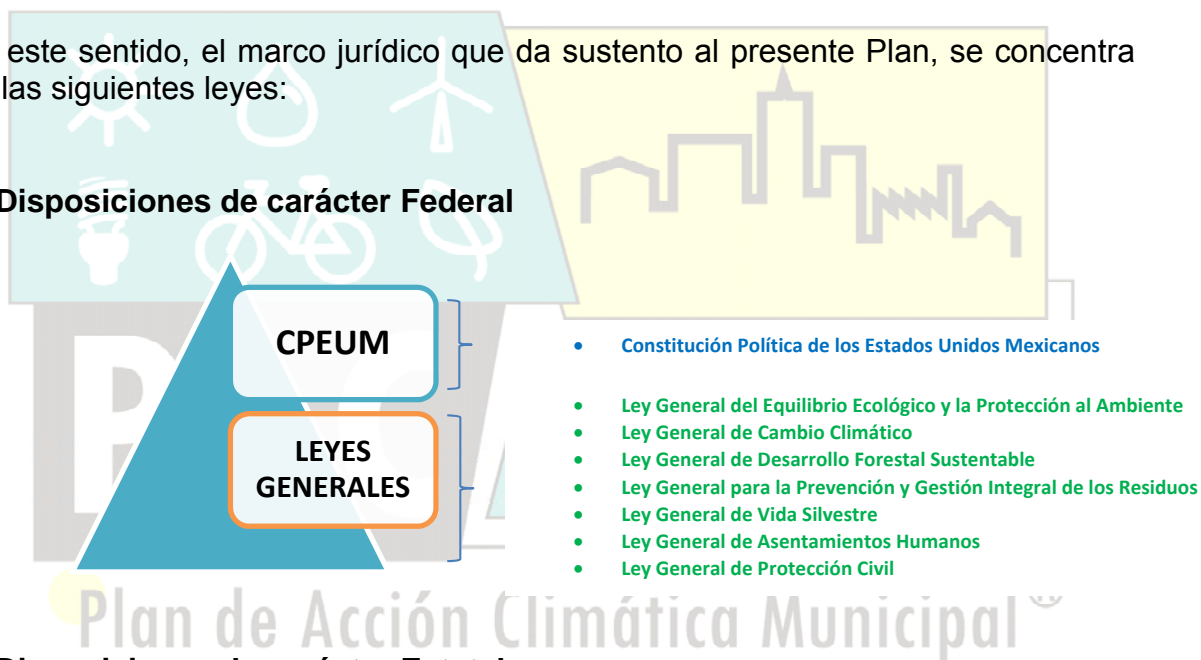 este sentido, el marco jurídico que da sustento al presente Plan, se concentra
las siguientes leyes:
Disposiciones de carácter Federal
CPEUM
• Constitución Política de los Estados Unidos Mexicanos
LEYES
GENERALES
• Ley General del Equilibrio Ecológico y la Protección al Ambiente
• Ley General de Cambio Climático
• Ley General de Desarrollo Forestal Sustentable
• Ley General para la Prevención y Gestión Integral de los Residuos
• Ley General de Vida Silvestre
• Ley General de Asentamientos Humanos
• Ley General de Protección Civil
Plan de Acción Climática Municipal ®